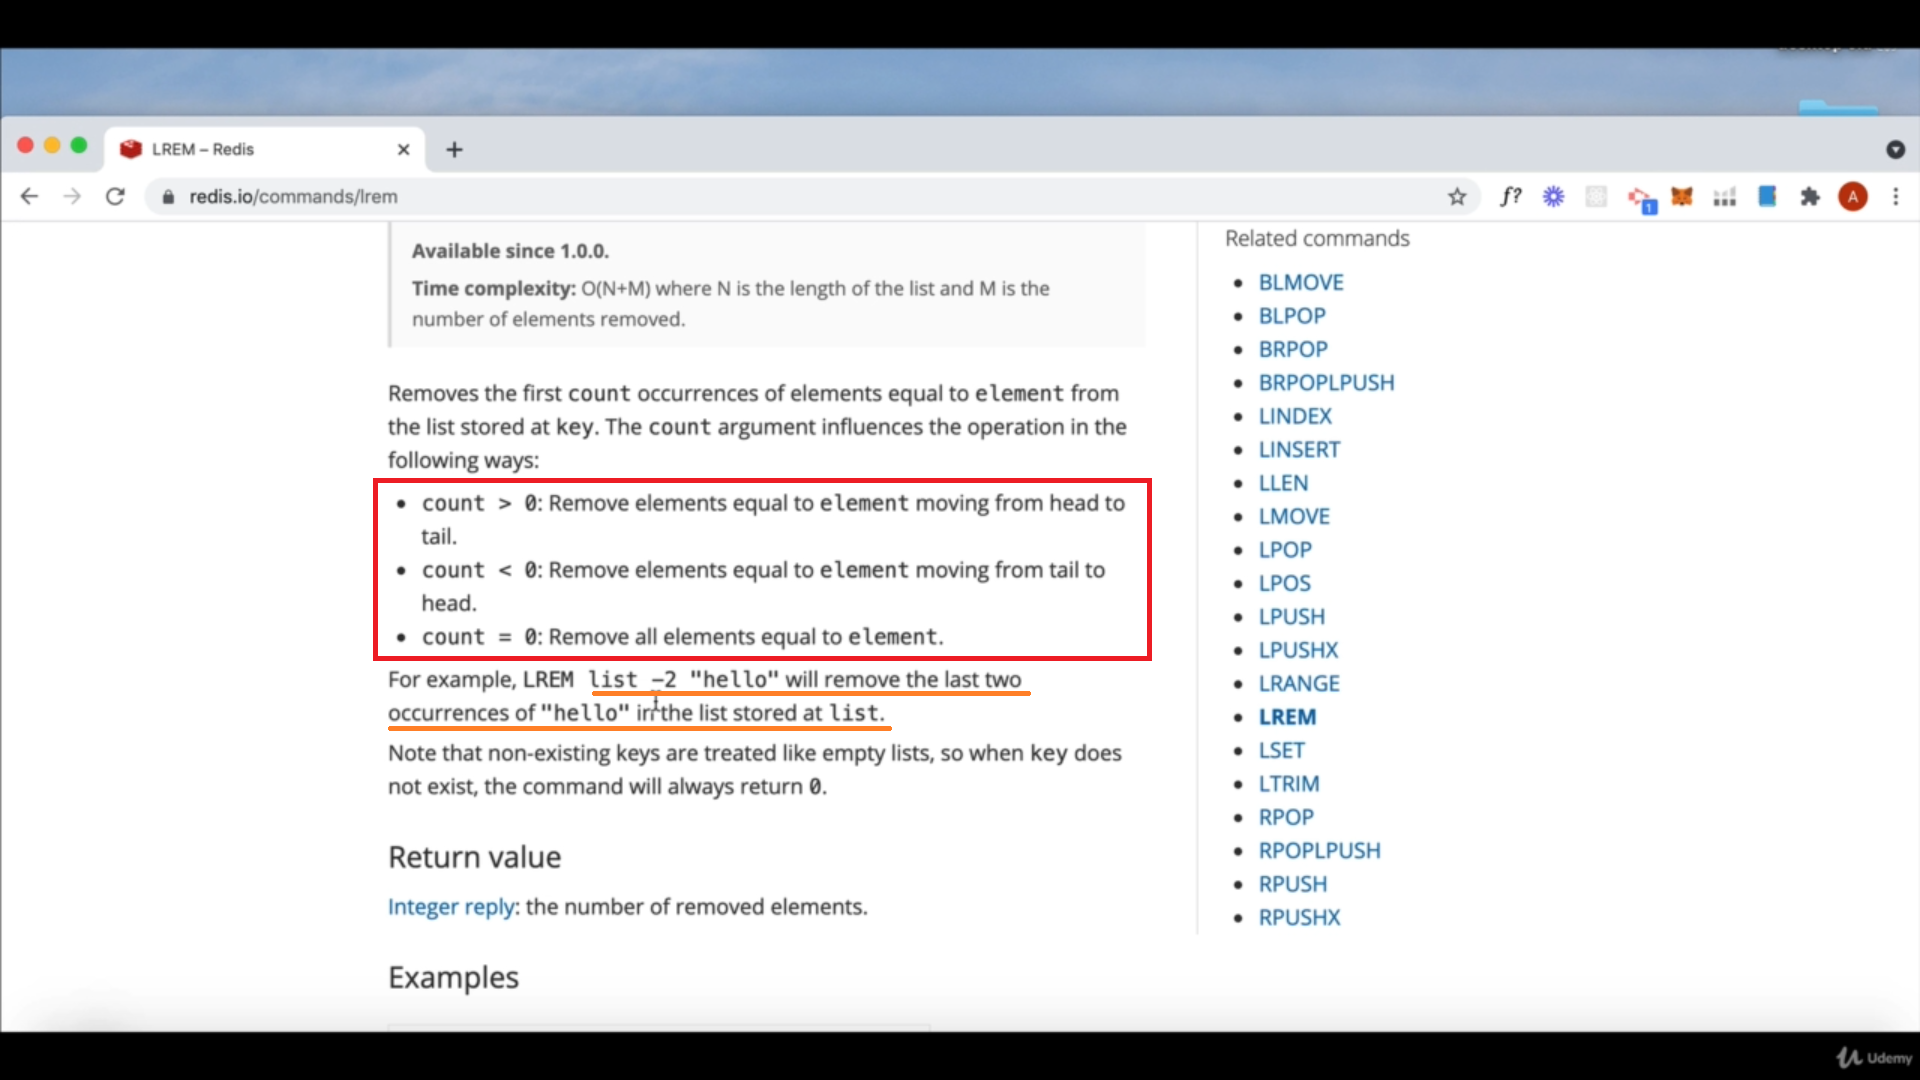 LREM – Redis
redis.io/commands/lrem
f?
1
A
Available since 1.0.0.
Time complexity: O(N+M) where N is the length of the list and M is the
number of elements removed.
Removes the first count occurrences of elements equal to element from
the list stored at key. The count argument influences the operation in the
following ways:
• count > 0: Remove elements equal to element moving from head to
tail.
• count < 0: Remove elements equal to element moving from tail to
head.
• count = 0: Remove all elements equal to element.
For example, LREM list -2 "hello" will remove the last two
occurrences of "hello" in the list stored at list.
Note that non-existing keys are treated like empty lists, so when key does
not exist, the command will always return 0.
Return value
Integer reply: the number of removed elements.
Examples
Related commands
• BLMOVE
• BLPOP
• BRPOP
• BRPOPLPUSH
• LINDEX
• LINSERT
• LLEN
• LMOVE
• LPOP
• LPOS
• LPUSH
• LPUSHX
• LRANGE
• LREM
• LSET
• LTRIM
• RPOP
• RPOPLPUSH
• RPUSH
• RPUSHX
Udemy